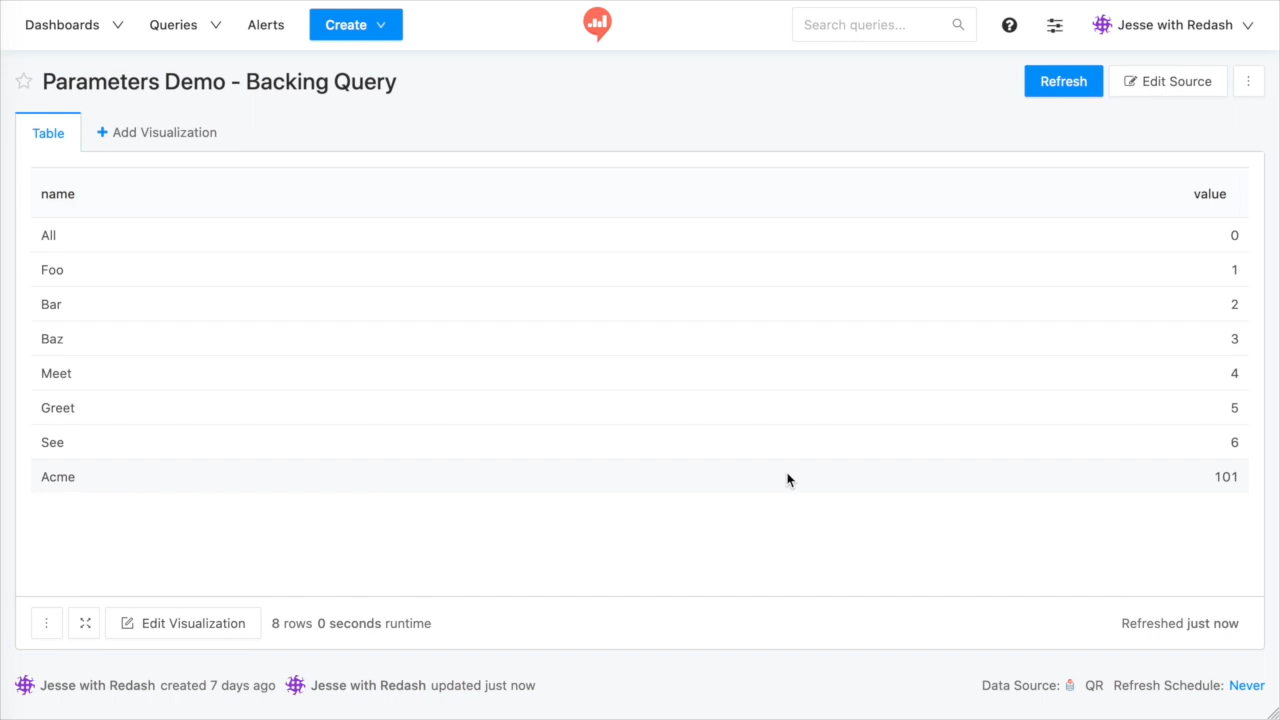 Dashboards Queries Alerts Create Search queries... Jesse with Redash
Parameters Demo - Backing Query Refresh Edit Source
Table Add Visualization
name value
All 0
Foo 1
Bar 2
Baz 3
Meet 4
Greet 5
See 6
Acme 101
Edit Visualization 8 rows 0 seconds runtime Refreshed just now
Jesse with Redash created 7 days ago Jesse with Redash updated just now Data Source: QR Refresh Schedule: Never